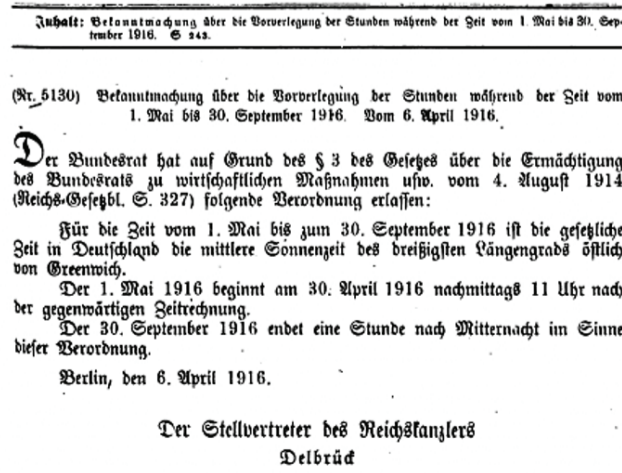 Inhalt: Bekanntmachung über die Vorverlegung der Stunden während der Zeit vom 1. Mai bis 30. Sep-
tember 1916. S 243.
(Nr. 5130) Bekanntmachung über die Vorverlegung der Stunden während der Zeit vom
1. Mai bis 30. September 1916. Vom 6. April 1916.
Der Bundesrat hat auf Grund des § 3 des Gesetzes über die Ermächtigung
des Bundesrats zu wirtschaftlichen Maßnahmen usw. vom 4. August 1914
(Reichs-Gesetzbl. S. 327) folgende Verordnung erlassen:
Für die Zeit vom 1. Mai bis zum 30. September 1916 ist die gesetzliche
Zeit in Deutschland die mittlere Sonnenzeit des dreißigsten Längengrads östlich
von Greenwich.
Der 1. Mai 1916 beginnt am 30. April 1916 nachmittags 11 Uhr nach
der gegenwärtigen Zeitrechnung.
Der 30. September 1916 endet eine Stunde nach Mitternacht im Sinne
dieser Verordnung.
Berlin, den 6. April 1916.
Der Stellvertreter des Reichskanzlers
Delbrück